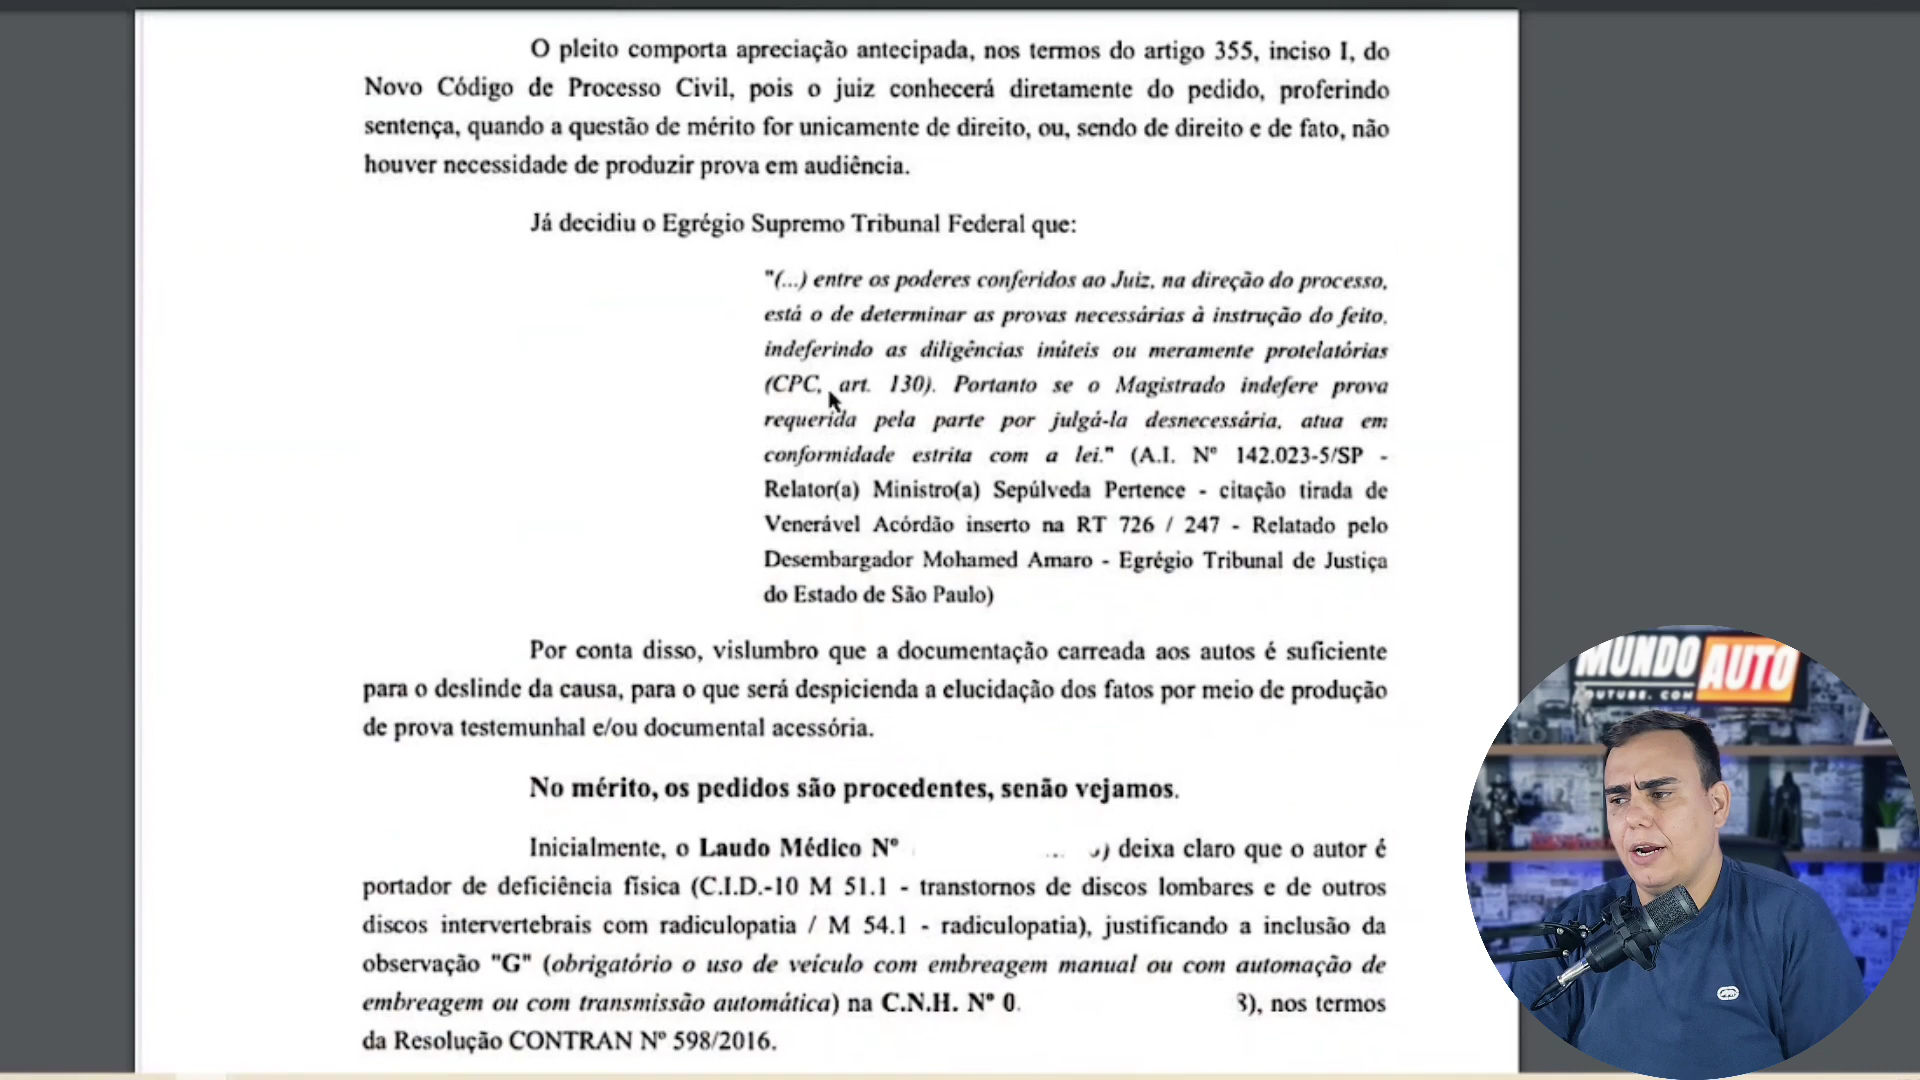 O pleito comporta apreciação antecipada, nos termos do artigo 355, inciso I, do
Novo Código de Processo Civil, pois o juiz conhecerá diretamente do pedido, proferindo
sentença, quando a questão de mérito for unicamente de direito, ou, sendo de direito e de fato, não
houver necessidade de produzir prova em audiência.
Já decidiu o Egrégio Supremo Tribunal Federal que:
"(...) entre os poderes conferidos ao Juiz, na direção do processo,
está o de determinar as provas necessárias à instrução do feito,
indeferindo as diligências inúteis ou meramente protelatórias
(CPC, art. 130). Portanto se o Magistrado indefere prova
requerida pela parte por julgá-la desnecessária, atua em
conformidade estrita com a lei." (A.I. Nº 142.023-5/SP -
Relator(a) Ministro(a) Sepúlveda Pertence - citação tirada de
Venerável Acórdão inserto na RT 726 / 247 - Relatado pelo
Desembargador Mohamed Amaro - Egrégio Tribunal de Justiça
do Estado de São Paulo)
Por conta disso, vislumbro que a documentação carreada aos autos é suficiente
para o deslinde da causa, para o que será despicienda a elucidação dos fatos por meio de produção
de prova testemunhal e/ou documental acessória.
No mérito, os pedidos são procedentes, senão vejamos.
Inicialmente, o Laudo Médico Nº ) deixa claro que o autor é
portador de deficiência física (C.I.D.-10 M 51.1 - transtornos de discos lombares e de outros
discos intervertebrais com radiculopatia / M 54.1 - radiculopatia), justificando a inclusão da
observação "G" (obrigatório o uso de veículo com embreagem manual ou com automação de
embreagem ou com transmissão automática) na C.N.H. Nº 0 3), nos termos
da Resolução CONTRAN Nº 598/2016.
MUNDO AUTO
OUTUBE.COM